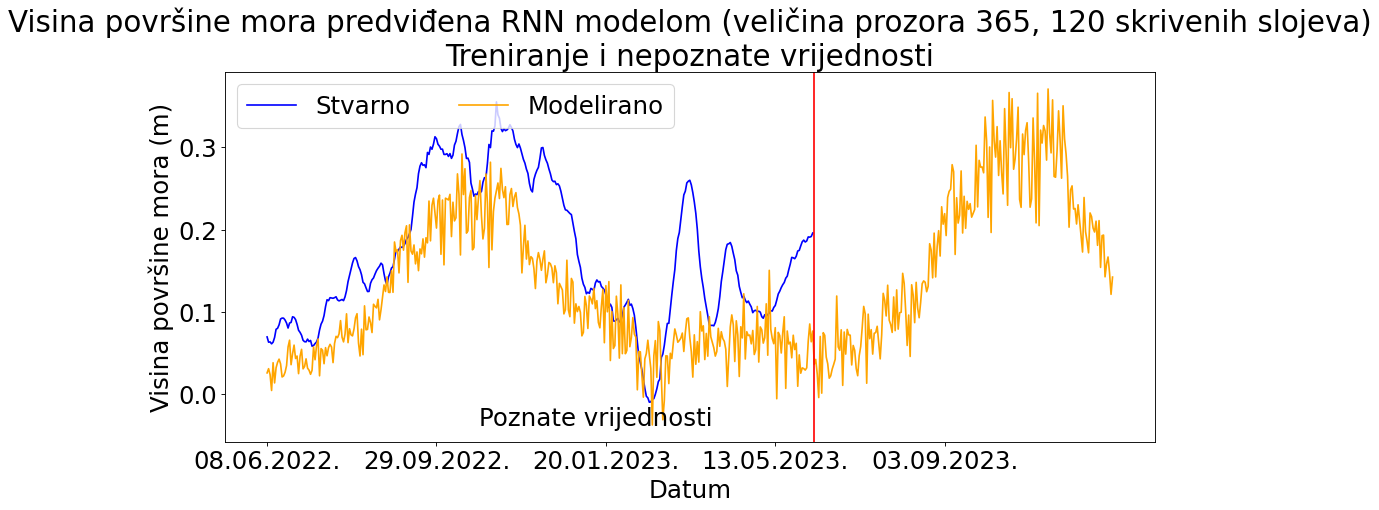 Visina površine mora predviđena RNN modelom (veličina prozora 365, 120 skrivenih slojeva)
Treniranje i nepoznate vrijednosti
Stvarno
Modelirano
Visina površine mora (m)
0.3
0.2
0.1
0.0
Poznate vrijednosti
08.06.2022.
29.09.2022.
20.01.2023.
13.05.2023.
03.09.2023.
Datum